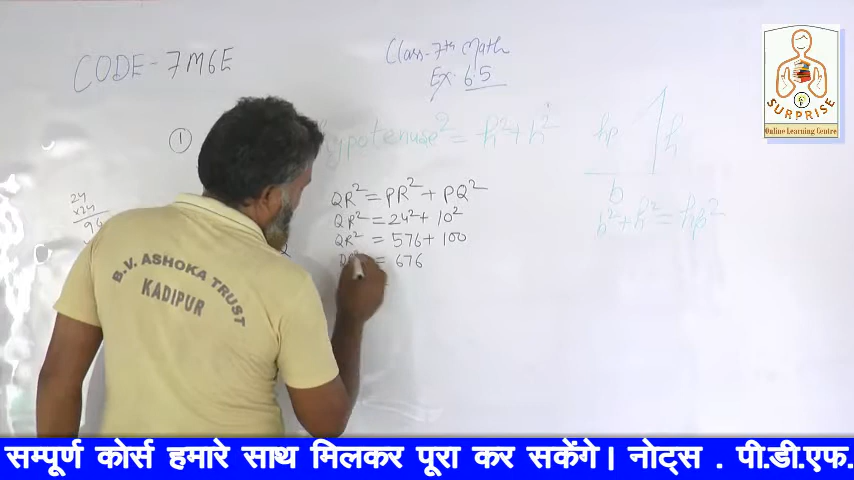 CODE-7M6E
Class-7th Math
Ex. 6.5
SURPRISE
Online Learning Centre
①
hypotenuse² = h² + h²
hp h
b
b² + h² = hp²
24
×24
96
QR² = PR² + PQ²
QR² = 24² + 10²
QR² = 576 + 100
= 676
B.V. ASHOKA TRUST
KADIPUR
सम्पूर्ण कोर्स हमारे साथ मिलकर पूरा कर सकेंगे। नोट्स . पी.डी.एफ.